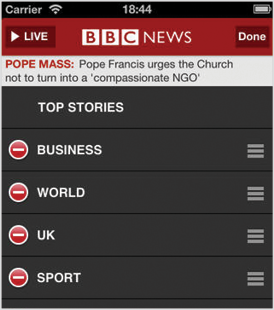 Carrier 18:44
LIVE BBC NEWS Done
POPE MASS: Pope Francis urges the Church
not to turn into a 'compassionate NGO'
TOP STORIES
BUSINESS
WORLD
UK
SPORT